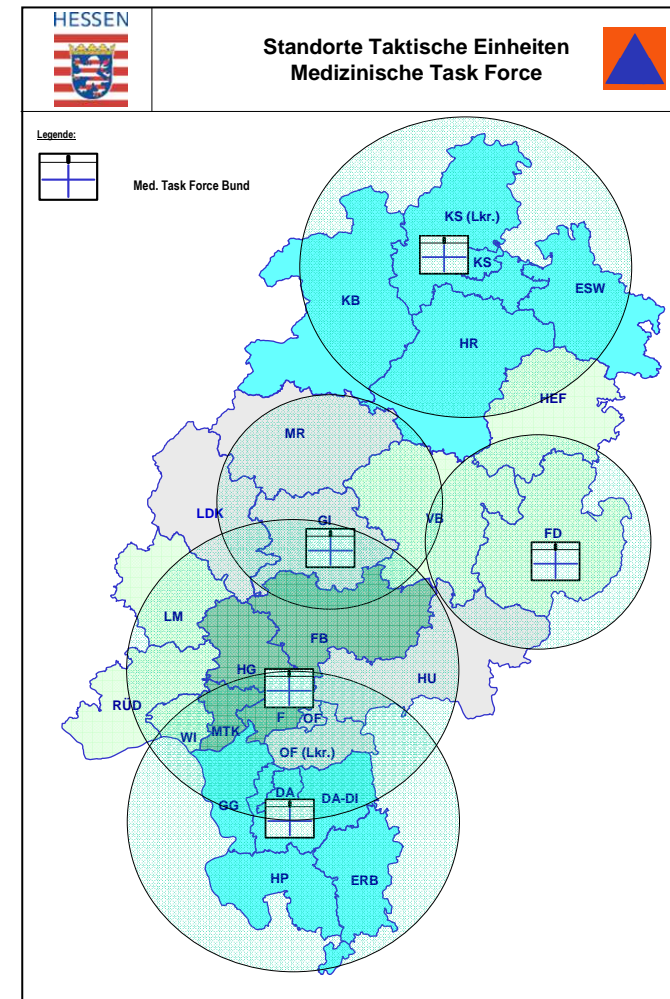 HESSEN
Standorte Taktische Einheiten
Medizinische Task Force
Legende:
Med. Task Force Bund
KS (Lkr.)
KS
ESW
KB
HR
HEF
MR
LDK
GI
VB
FD
LM
FB
HG
HU
RÜD
F
OF
WI
MTK
OF (Lkr.)
DA
DA-DI
GG
HP
ERB